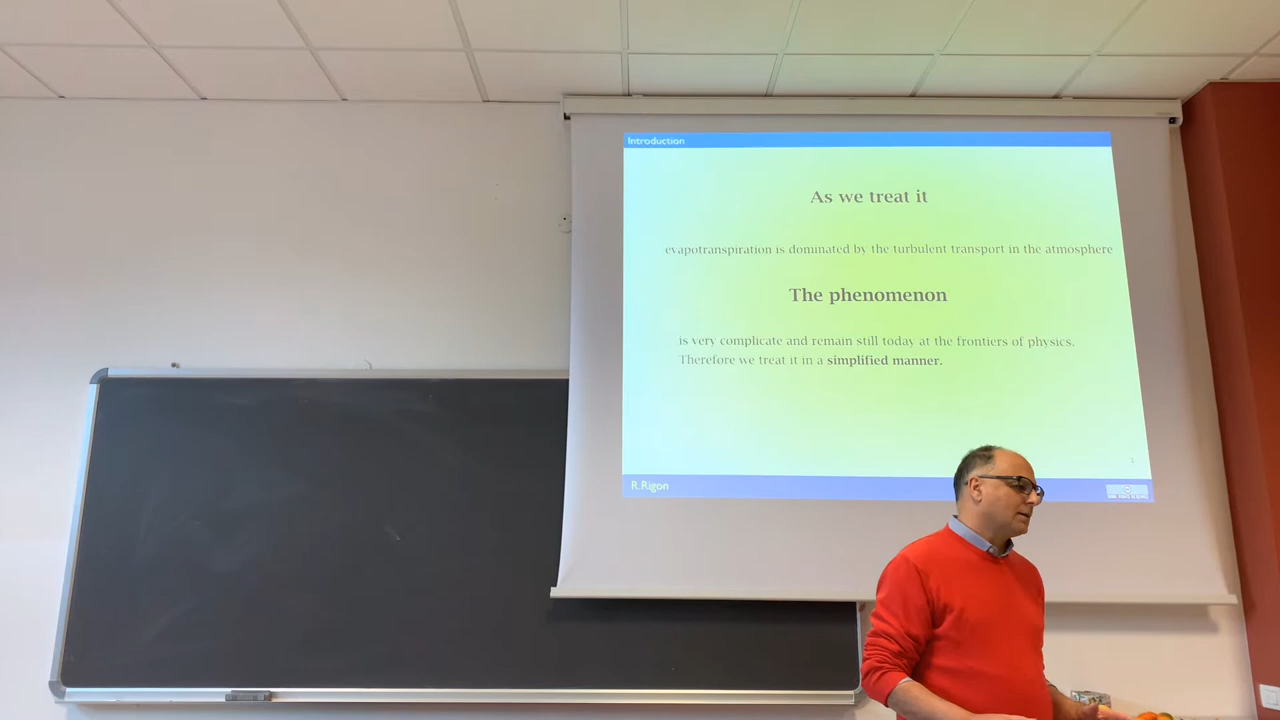 Introduction
As we treat it
evapotranspiration is dominated by the turbulent transport in the atmosphere
The phenomenon
is very complicate and remain still today at the frontiers of physics.
Therefore we treat it in a simplified manner.
R.Rigon